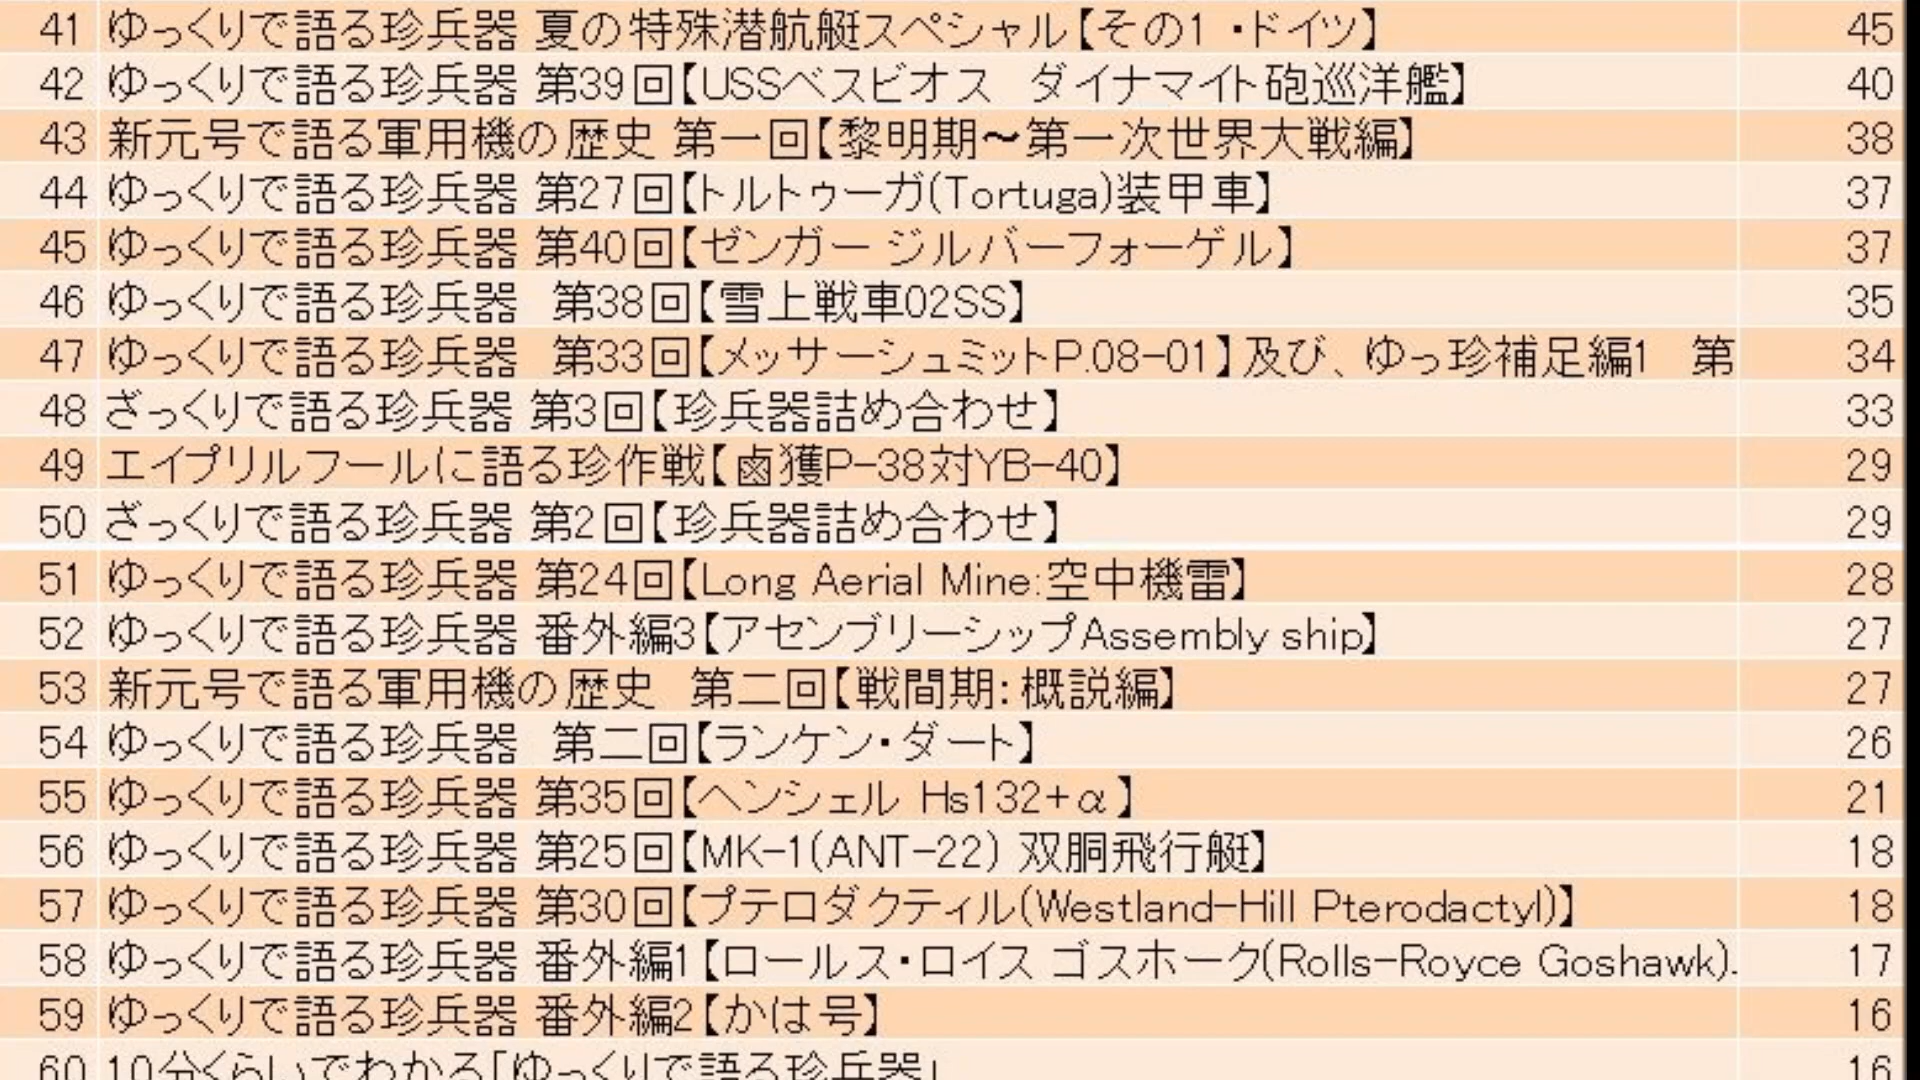 41 ゆっくりで語る珍兵器 夏の特殊潜航艇スペシャル【その1 ・ドイツ】 45
42 ゆっくりで語る珍兵器 第39回【USSベスビオス　ダイナマイト砲巡洋艦】 40
43 新元号で語る軍用機の歴史 第一回【黎明期～第一次世界大戦編】 38
44 ゆっくりで語る珍兵器 第27回【トルトゥーガ(Tortuga)装甲車】 37
45 ゆっくりで語る珍兵器 第40回【ゼンガー ジルバーフォーゲル】 37
46 ゆっくりで語る珍兵器　第38回【雪上戦車02SS】 35
47 ゆっくりで語る珍兵器　第33回【メッサーシュミットP.08-01】及び、ゆっ珍補足編1　第 34
48 ざっくりで語る珍兵器 第3回【珍兵器詰め合わせ】 33
49 エイプリルフールに語る珍作戦【鹵獲P-38対YB-40】 29
50 ざっくりで語る珍兵器 第2回【珍兵器詰め合わせ】 29
51 ゆっくりで語る珍兵器 第24回【Long Aerial Mine:空中機雷】 28
52 ゆっくりで語る珍兵器 番外編3【アセンブリーシップAssembly ship】 27
53 新元号で語る軍用機の歴史　第二回【戦間期:概説編】 27
54 ゆっくりで語る珍兵器　第二回【ランケン・ダート】 26
55 ゆっくりで語る珍兵器 第35回【ヘンシェル Hs132+α】 21
56 ゆっくりで語る珍兵器 第25回【MK-1(ANT-22) 双胴飛行艇】 18
57 ゆっくりで語る珍兵器 第30回【プテロダクティル(Westland-Hill Pterodactyl)】 18
58 ゆっくりで語る珍兵器 番外編1【ロールス・ロイス ゴスホーク(Rolls-Royce Goshawk). 17
59 ゆっくりで語る珍兵器 番外編2【かは号】 16
60 10分くらいでわかる「ゆっくりで語る珍兵器」 16